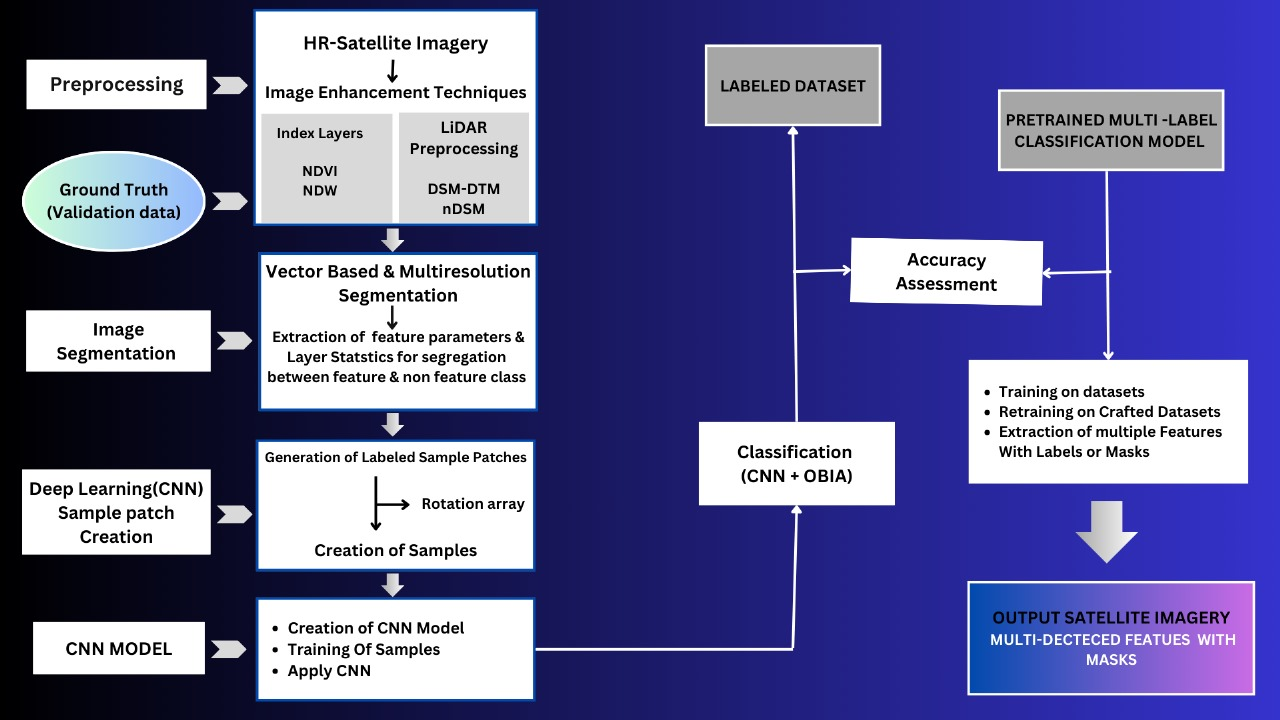 Preprocessing
HR-Satellite Imagery
Image Enhancement Techniques
Index Layers
NDVI
NDW
LiDAR
Preprocessing
DSM-DTM
nDSM
Ground Truth
(Validation data)
Vector Based & Multiresolution
Segmentation
Extraction of feature parameters &
Layer Statstics for segregation
between feature & non feature class
Image
Segmentation
Generation of Labeled Sample Patches
Rotation array
Creation of Samples
Deep Learning(CNN)
Sample patch
Creation
CNN MODEL
Creation of CNN Model
Training Of Samples
Apply CNN
LABELED DATASET
Classification
(CNN + OBIA)
Accuracy
Assessment
PRETRAINED MULTI -LABEL
CLASSIFICATION MODEL
Training on datasets
Retraining on Crafted Datasets
Extraction of multiple Features
With Labels or Masks
OUTPUT SATELLITE IMAGERY
MULTI-DECTECED FEATUES WITH
MASKS